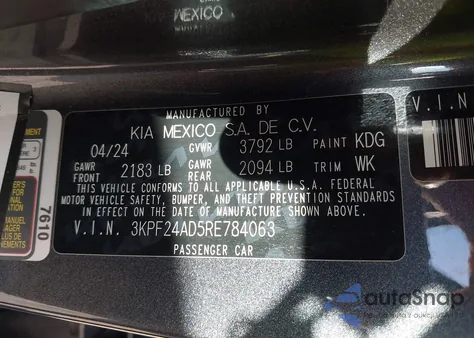 MEXICO
MANUFACTURED BY
KIA MEXICO S.A. DE C.V.
04/24 GVWR 3792 LB PAINT KDG
GAWR FRONT 2183 LB GAWR REAR 2094 LB TRIM WK
THIS VEHICLE CONFORMS TO ALL APPLICABLE U.S.A. FEDERAL
MOTOR VEHICLE SAFETY, BUMPER, AND THEFT PREVENTION STANDARDS
IN EFFECT ON THE DATE OF MANUFACTURE SHOWN ABOVE.
V.I.N. 3KPF24AD5RE784063
PASSENGER CAR
V.I.N.
7610
autoSnap